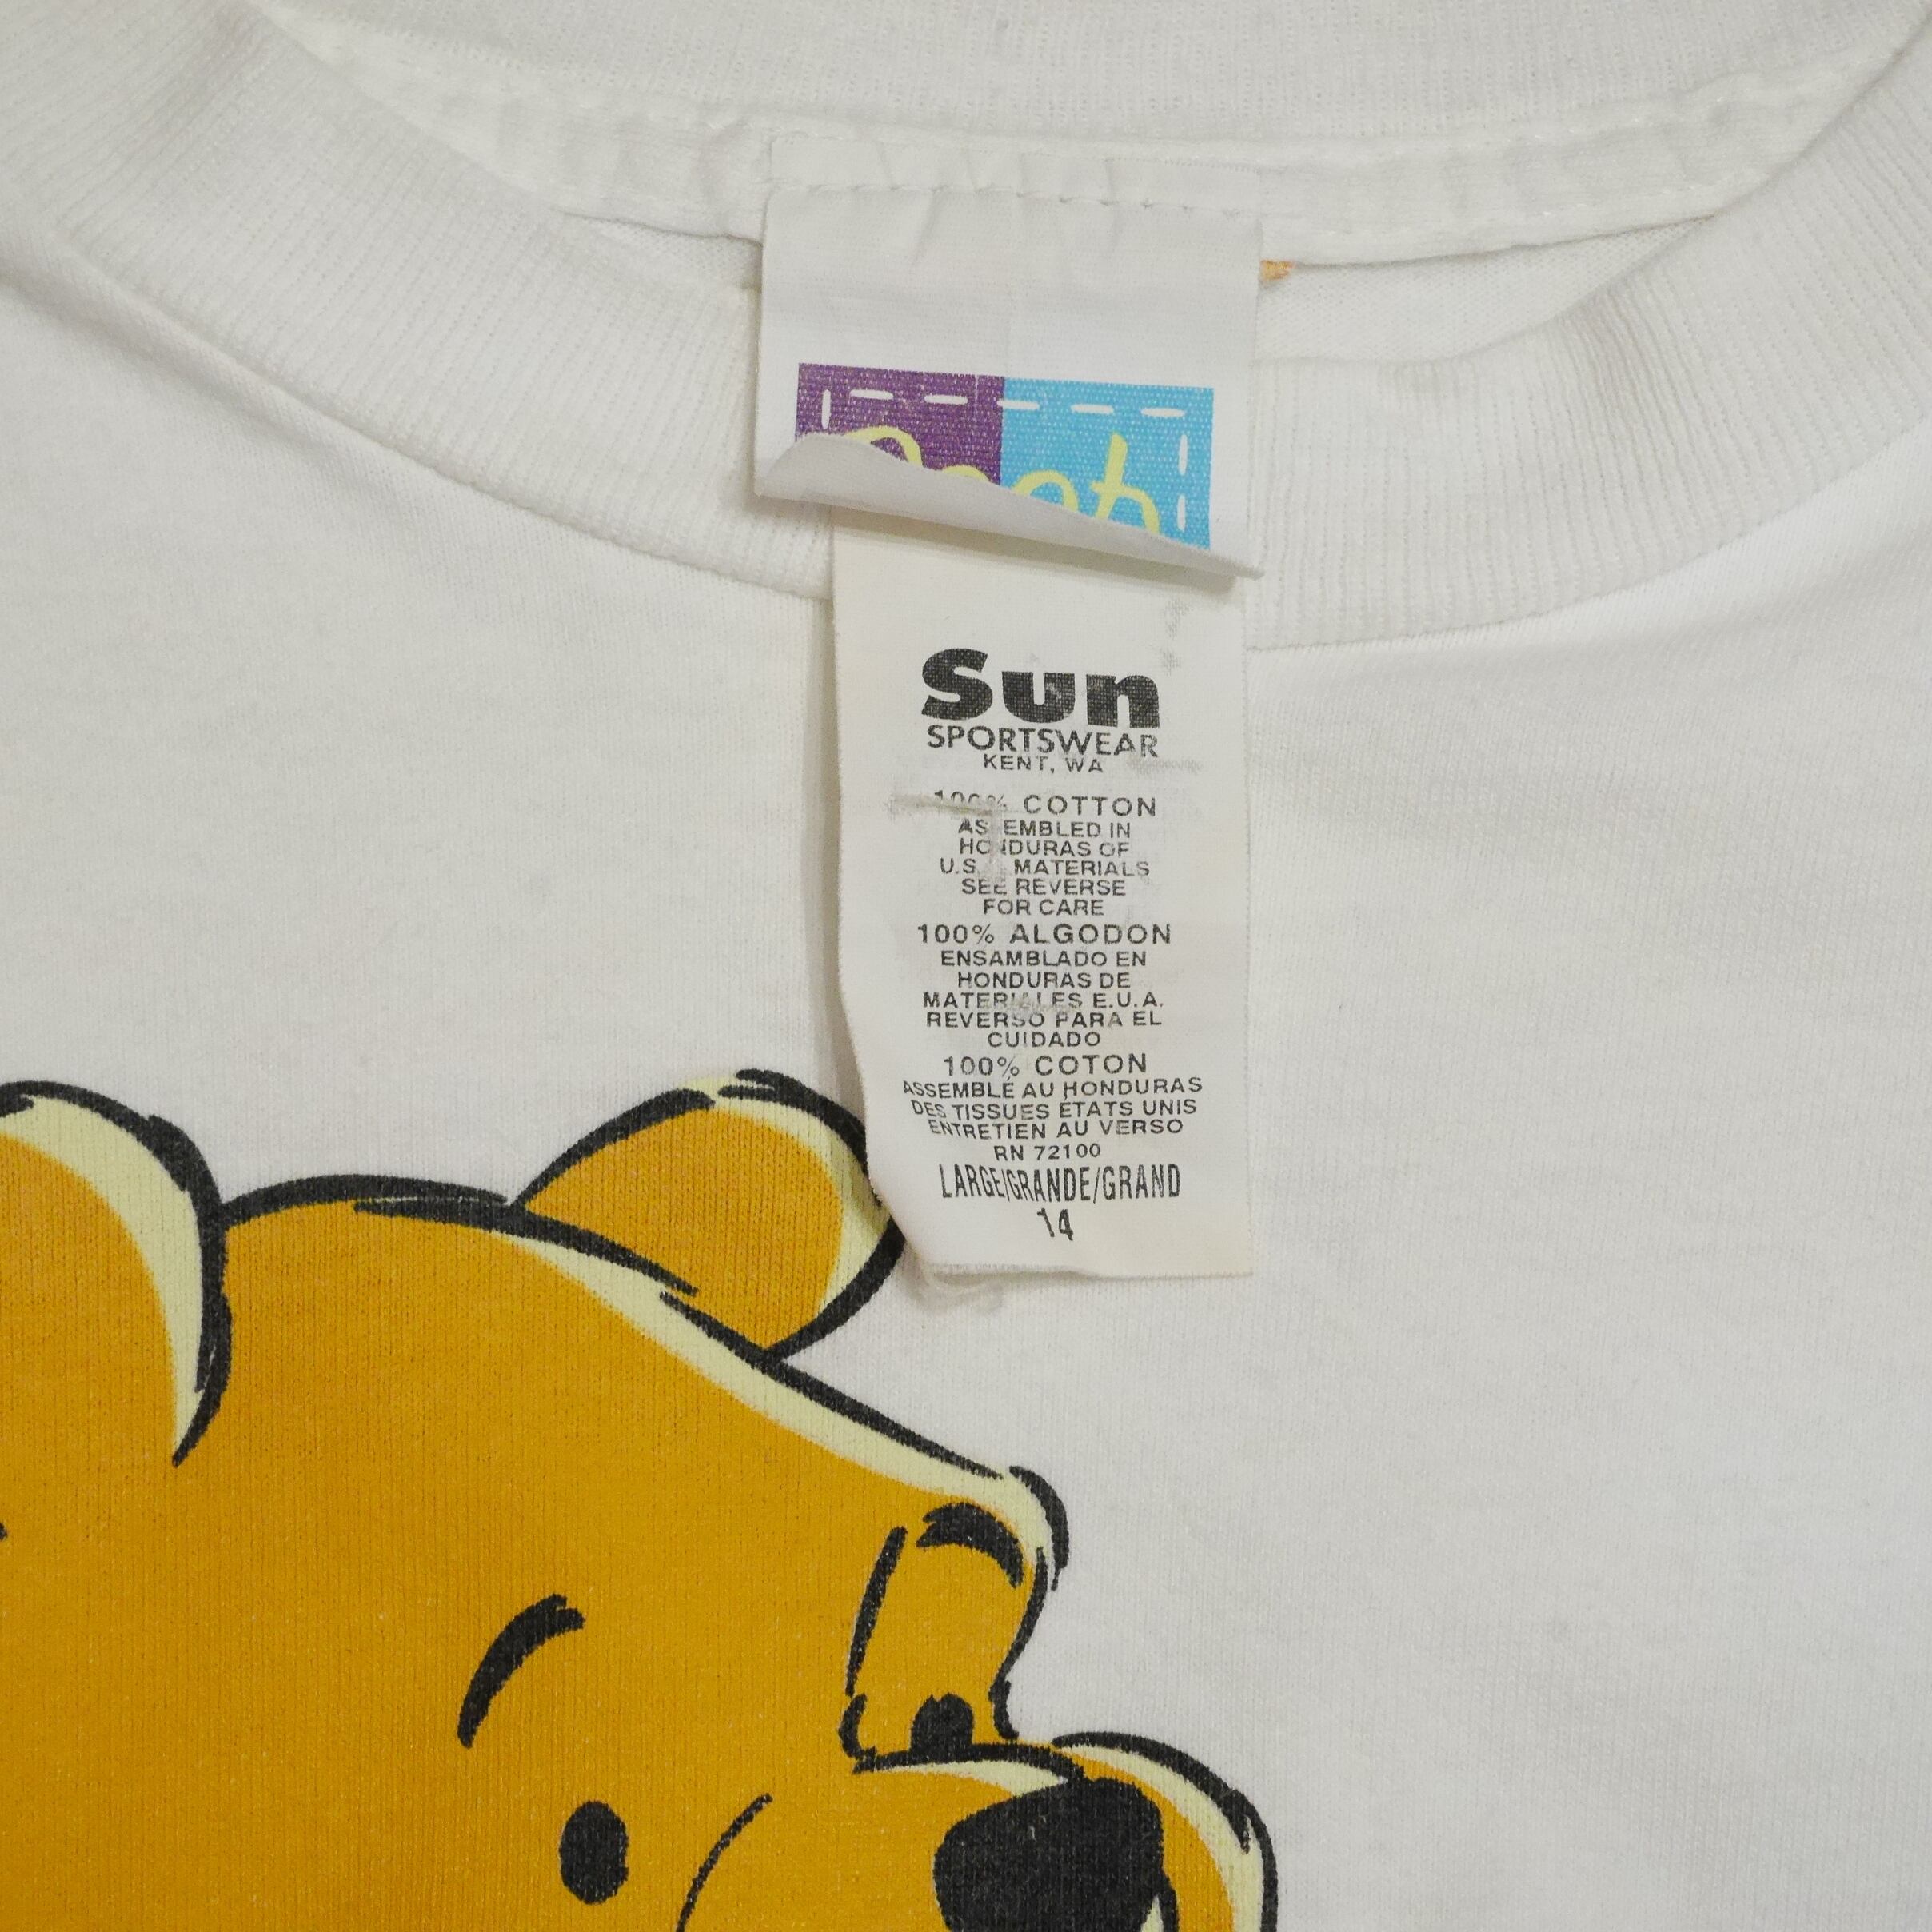 Pooh
Sun
SPORTSWEAR
KENT, WA
100% COTTON
ASSEMBLED IN
HONDURAS OF
U.S. MATERIALS
SEE REVERSE
FOR CARE
100% ALGODON
ENSAMBLADO EN
HONDURAS DE
MATERIALES E.U.A.
REVERSO PARA EL
CUIDADO
100% COTON
ASSEMBLÉ AU HONDURAS
DES TISSUES ÉTATS UNIS
ENTRETIEN AU VERSO
RN 72100
LARGE/GRANDE/GRAND
14